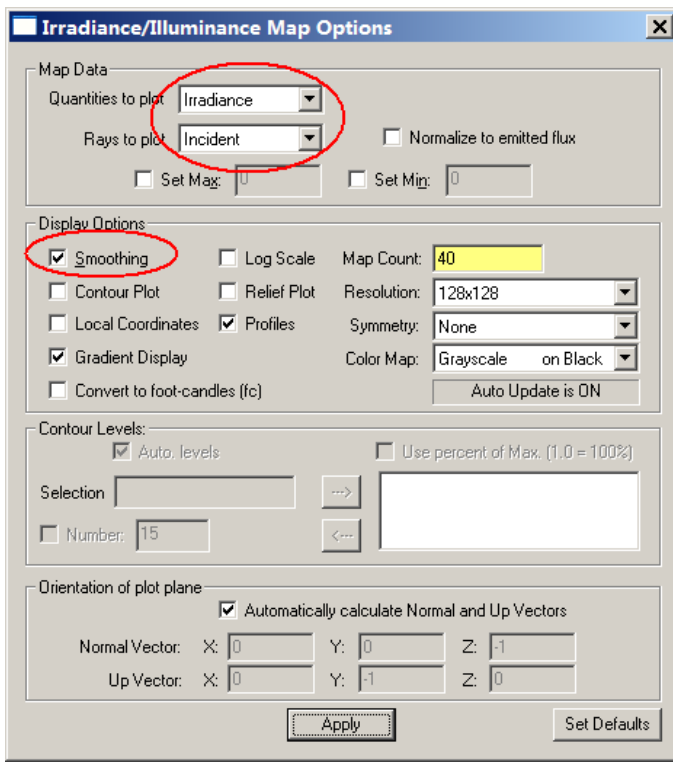 Irradiance/Illuminance Map Options
Map Data
Quantities to plot Irradiance
Rays to plot Incident Normalize to emitted flux
Set Max: 0 Set Min: 0
Display Options
Smoothing Log Scale Map Count: 40
Contour Plot Relief Plot Resolution: 128x128
Local Coordinates Profiles Symmetry: None
Gradient Display Color Map: Grayscale on Black
Convert to foot-candles (fc) Auto Update is ON
Contour Levels:
Auto. levels Use percent of Max. (1.0 = 100%)
Selection --->
Number: 15 <---
Orientation of plot plane
Automatically calculate Normal and Up Vectors
Normal Vector: X: 0 Y: 0 Z: -1
Up Vector: X: 0 Y: -1 Z: 0
Apply Set Defaults